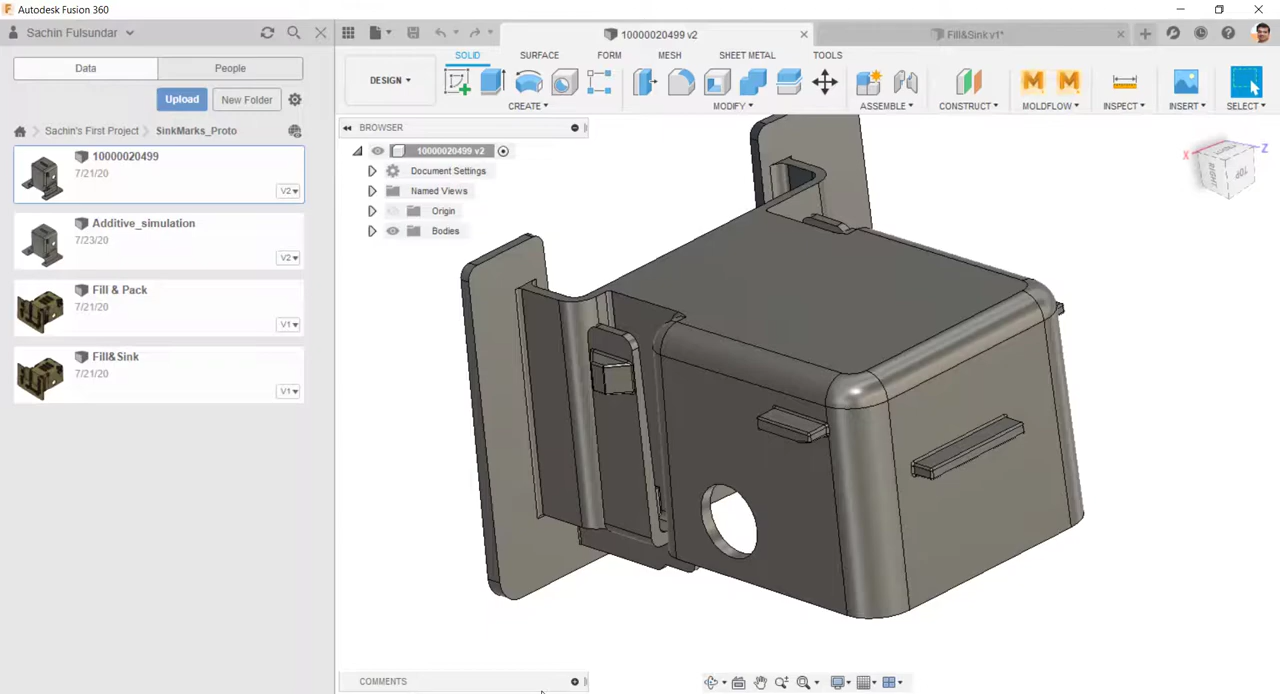 Autodesk Fusion 360
Sachin Fulsundar
10000020499 v2
Fill&Sink v1*
Data
People
Upload
New Folder
Sachin's First Project
SinkMarks_Proto
10000020499
7/21/20
V2
Additive_simulation
7/23/20
V2
Fill & Pack
7/21/20
V1
Fill&Sink
7/21/20
V1
DESIGN
SOLID
SURFACE
FORM
MESH
SHEET METAL
TOOLS
CREATE
MODIFY
ASSEMBLE
CONSTRUCT
MOLDFLOW
INSPECT
INSERT
SELECT
BROWSER
10000020499 v2
Document Settings
Named Views
Origin
Bodies
X
Z
RIGHT
TOP
COMMENTS